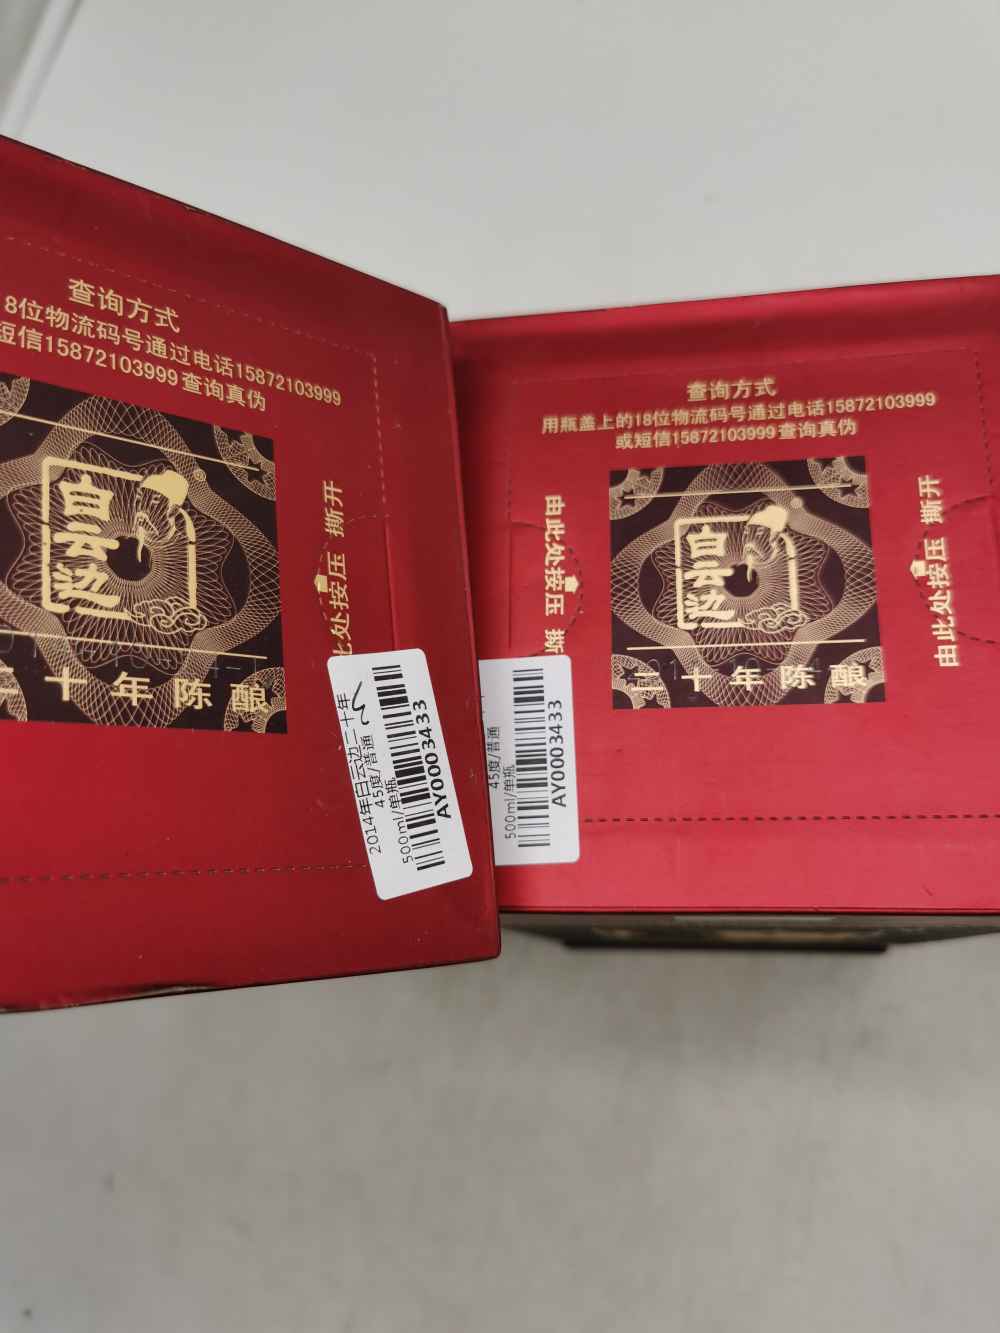 查询方式
8位物流码号通过电话15872103999
短信15872103999查询真伪
白云边
二十年陈酿
此处按压 撕开
2014年白云边二十年
45度/普通
500ml/单瓶
AY0003433
查询方式
用瓶盖上的18位物流码号通过电话15872103999
或短信15872103999查询真伪
由此处按压 撕
白云边
二十年陈酿
由此处按压 撕开
45度/普通
500ml/单瓶
AY0003433